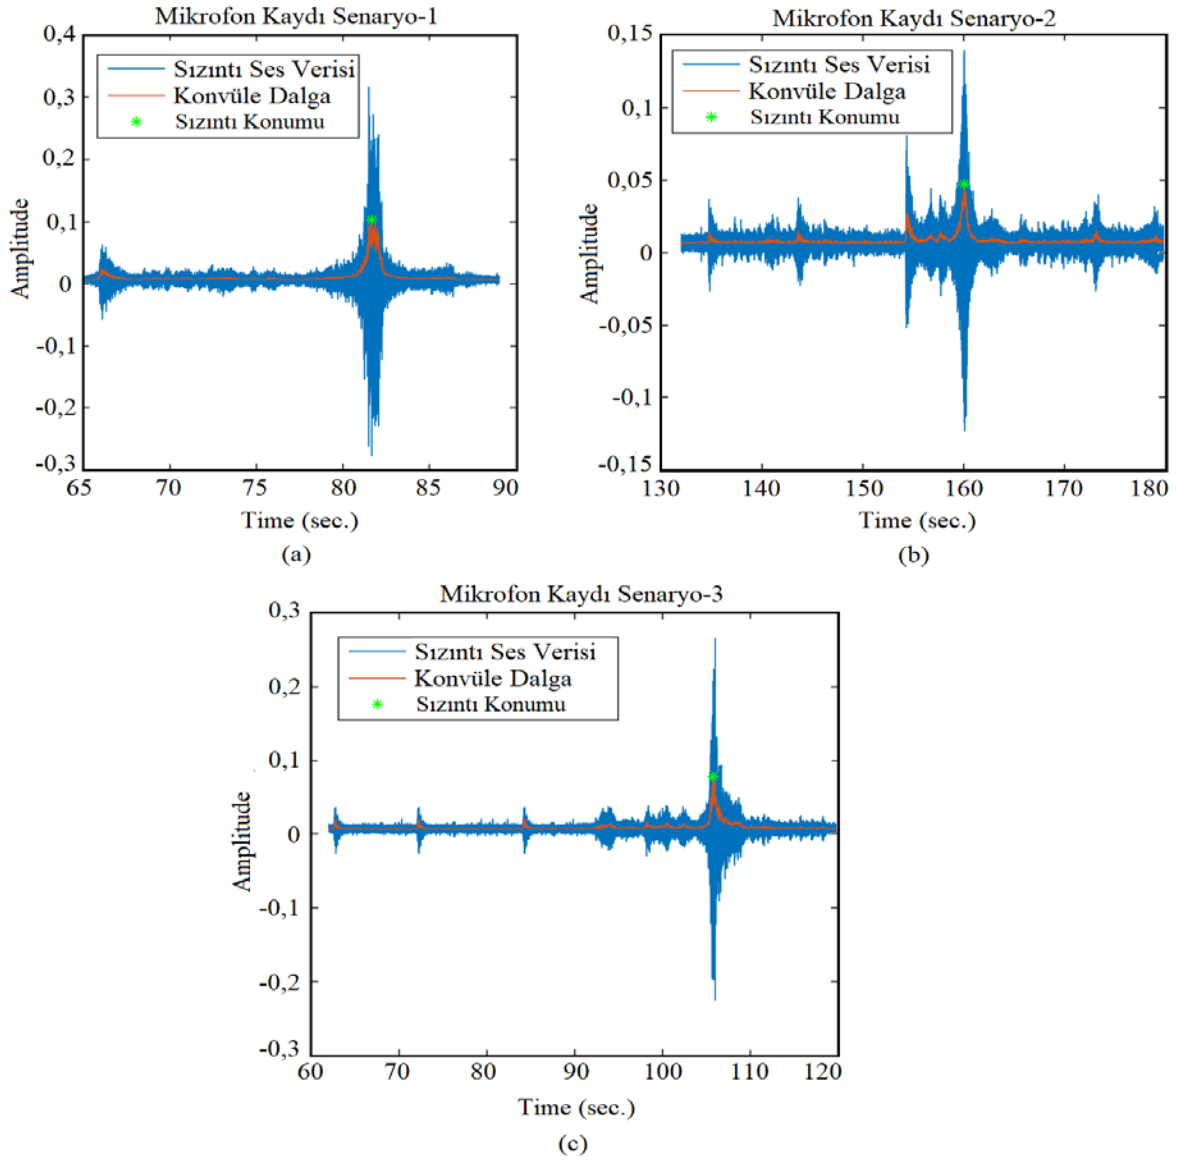 Mikrofon Kaydı Senaryo-1
0,4
0,3
0,2
0,1
0
-0,1
-0,2
-0,3
Amplitude
Sızıntı Ses Verisi
Konvüle Dalga
Sızıntı Konumu
65 70 75 80 85 90
Time (sec.)
(a)
Mikrofon Kaydı Senaryo-2
0,15
0,1
0,05
0
-0,05
-0,1
-0,15
Amplitude
Sızıntı Ses Verisi
Konvüle Dalga
Sızıntı Konumu
130 140 150 160 170 180
Time (sec.)
(b)
Mikrofon Kaydı Senaryo-3
0,3
0,2
0,1
0
-0,1
-0,2
-0,3
Amplitude
Sızıntı Ses Verisi
Konvüle Dalga
Sızıntı Konumu
60 70 80 90 100 110 120
Time (sec.)
(c)